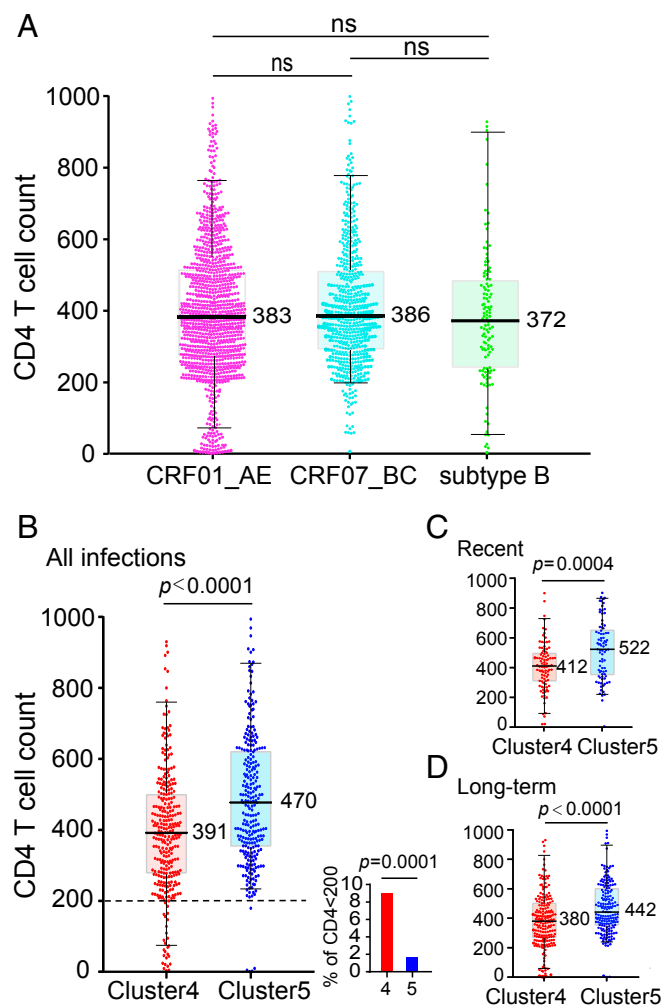 A
ns
ns
ns
CD4 T cell count
1000
800
600
400
200
0
383
386
372
CRF01_AE
CRF07_BC
subtype B
B
All infections
p<0.0001
CD4 T cell count
1000
800
600
400
200
0
391
470
Cluster4
Cluster5
p=0.0001
% of CD4<200
10
8
6
4
2
0
4
5
C
Recent
p=0.0004
1000
800
600
400
200
0
412
522
Cluster4
Cluster5
D
Long-term
p<0.0001
1000
800
600
400
200
0
380
442
Cluster4
Cluster5